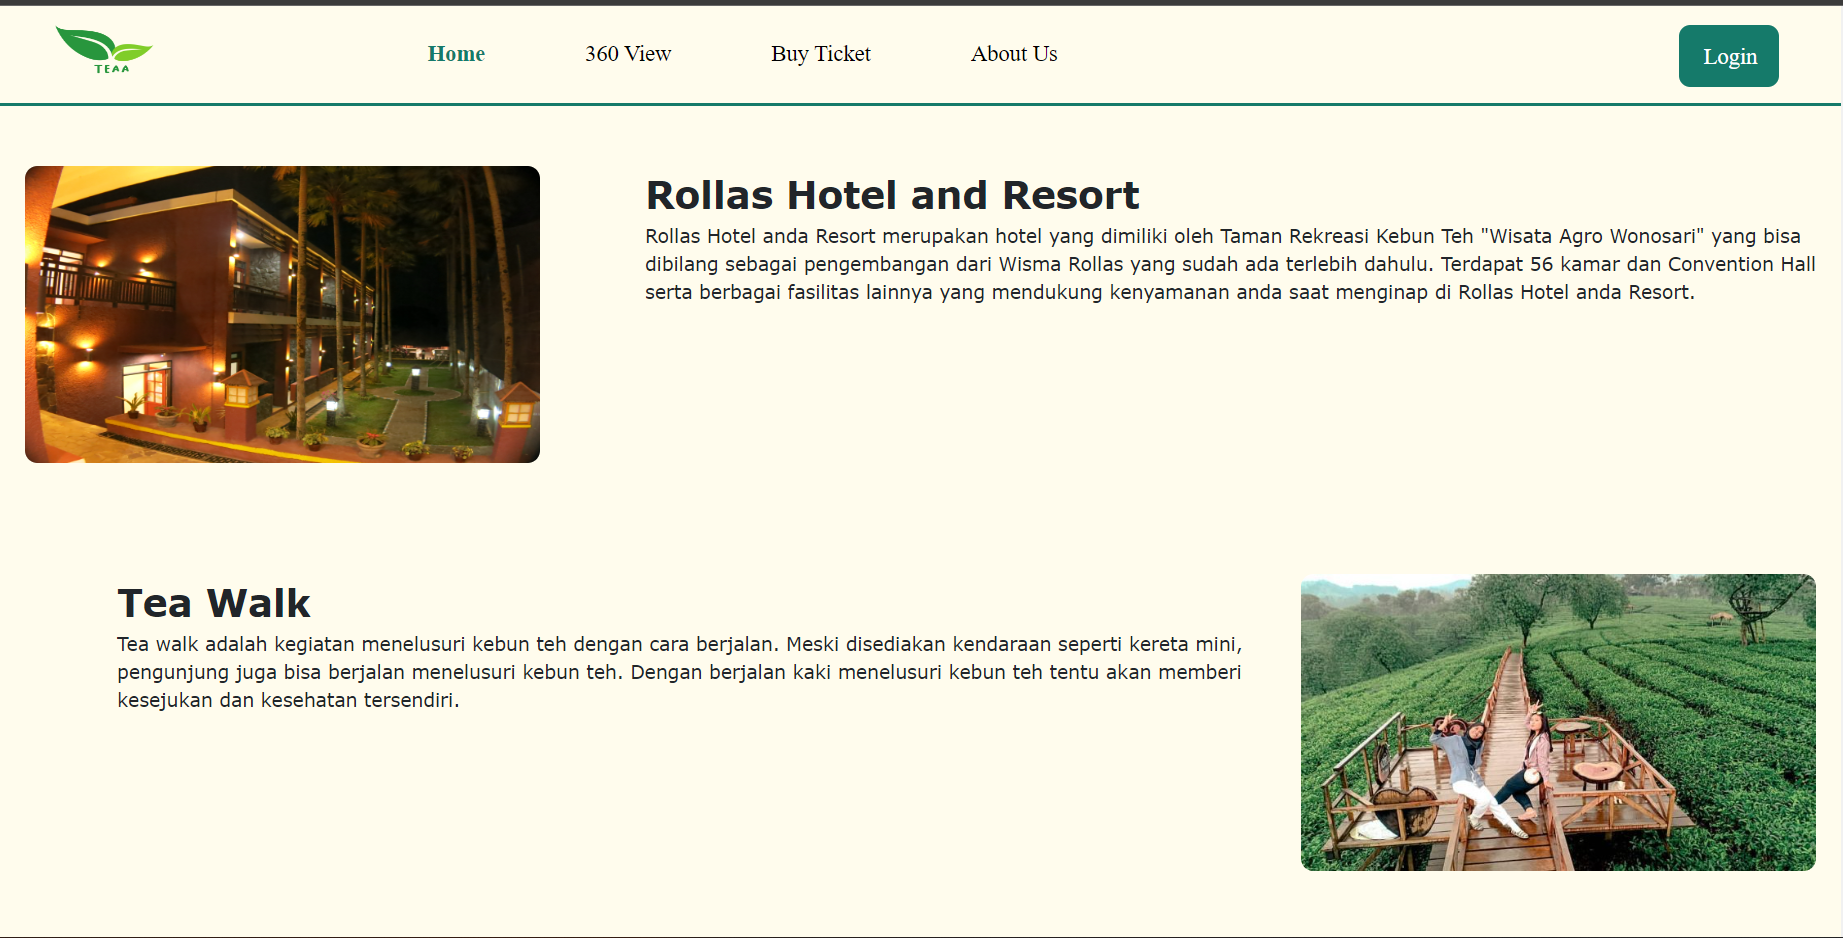 TEAA
Home
360 View
Buy Ticket
About Us
Login
Rollas Hotel and Resort
Rollas Hotel anda Resort merupakan hotel yang dimiliki oleh Taman Rekreasi Kebun Teh "Wisata Agro Wonosari" yang bisa
dibilang sebagai pengembangan dari Wisma Rollas yang sudah ada terlebih dahulu. Terdapat 56 kamar dan Convention Hall
serta berbagai fasilitas lainnya yang mendukung kenyamanan anda saat menginap di Rollas Hotel anda Resort.
Tea Walk
Tea walk adalah kegiatan menelusuri kebun teh dengan cara berjalan. Meski disediakan kendaraan seperti kereta mini,
pengunjung juga bisa berjalan menelusuri kebun teh. Dengan berjalan kaki menelusuri kebun teh tentu akan memberi
kesejukan dan kesehatan tersendiri.